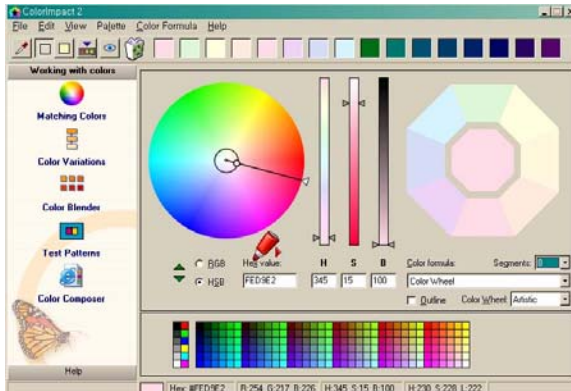 ColorImpact 2
File Edit View Palette Color Formula Help
Working with colors
Matching Colors
Color Variations
Color Blender
Test Patterns
Color Composer
Help
RGB
HSB
Hex value:
FED9E2
H S B
345 15 100
Color formula:
Segments:
Color Wheel
Outline
Color Wheel: Artistic
Hex: #FED9E2 R:254 G:217 B:226 H:345 S:15 B:100 H:230 S:228 L:222